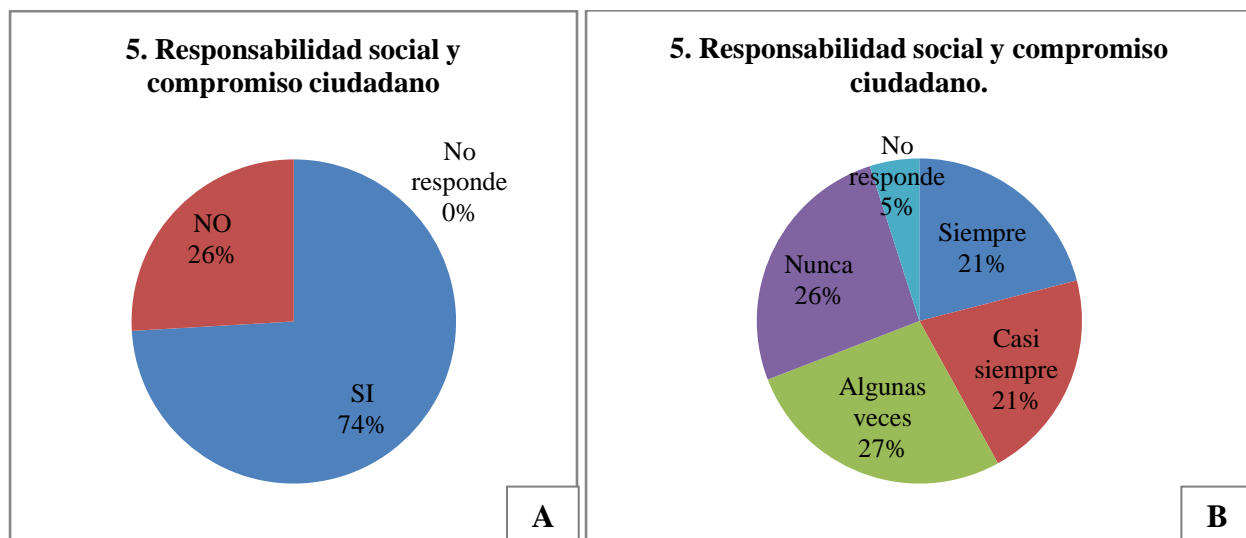 5. Responsabilidad social y
compromiso ciudadano
No
responde
0%
NO
26%
SI
74%
A
5. Responsabilidad social y compromiso
ciudadano.
No
responde
5%
Siempre
21%
Nunca
26%
Casi
siempre
21%
Algunas
veces
27%
B